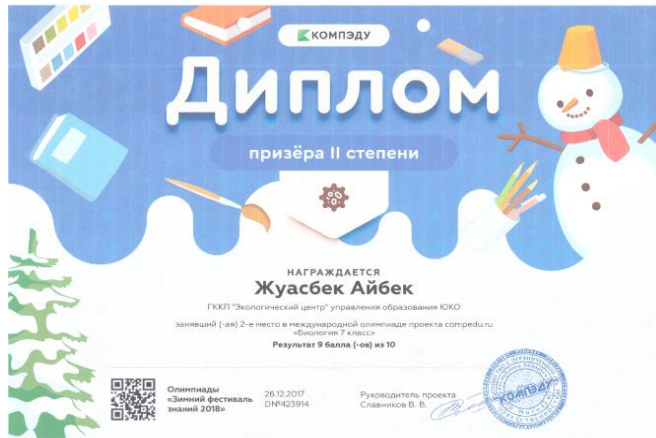 КОМПЭДУ
ДИПЛОМ
призёра II степени
НАГРАЖДАЕТСЯ
Жуасбек Айбек
ГККП "Экологический центр" управления образования ЮКО
занявший (-ая) 2-е место в международной олимпиаде проекта compedu.ru
«Биология 7 класс»
Результат 9 балла (-ов) из 10
Олимпиады
«Зимний фестиваль
знаний 2018»
26.12.2017
DN№423914
Руководитель проекта
Славников В. В.
«КОМПЭДУ»